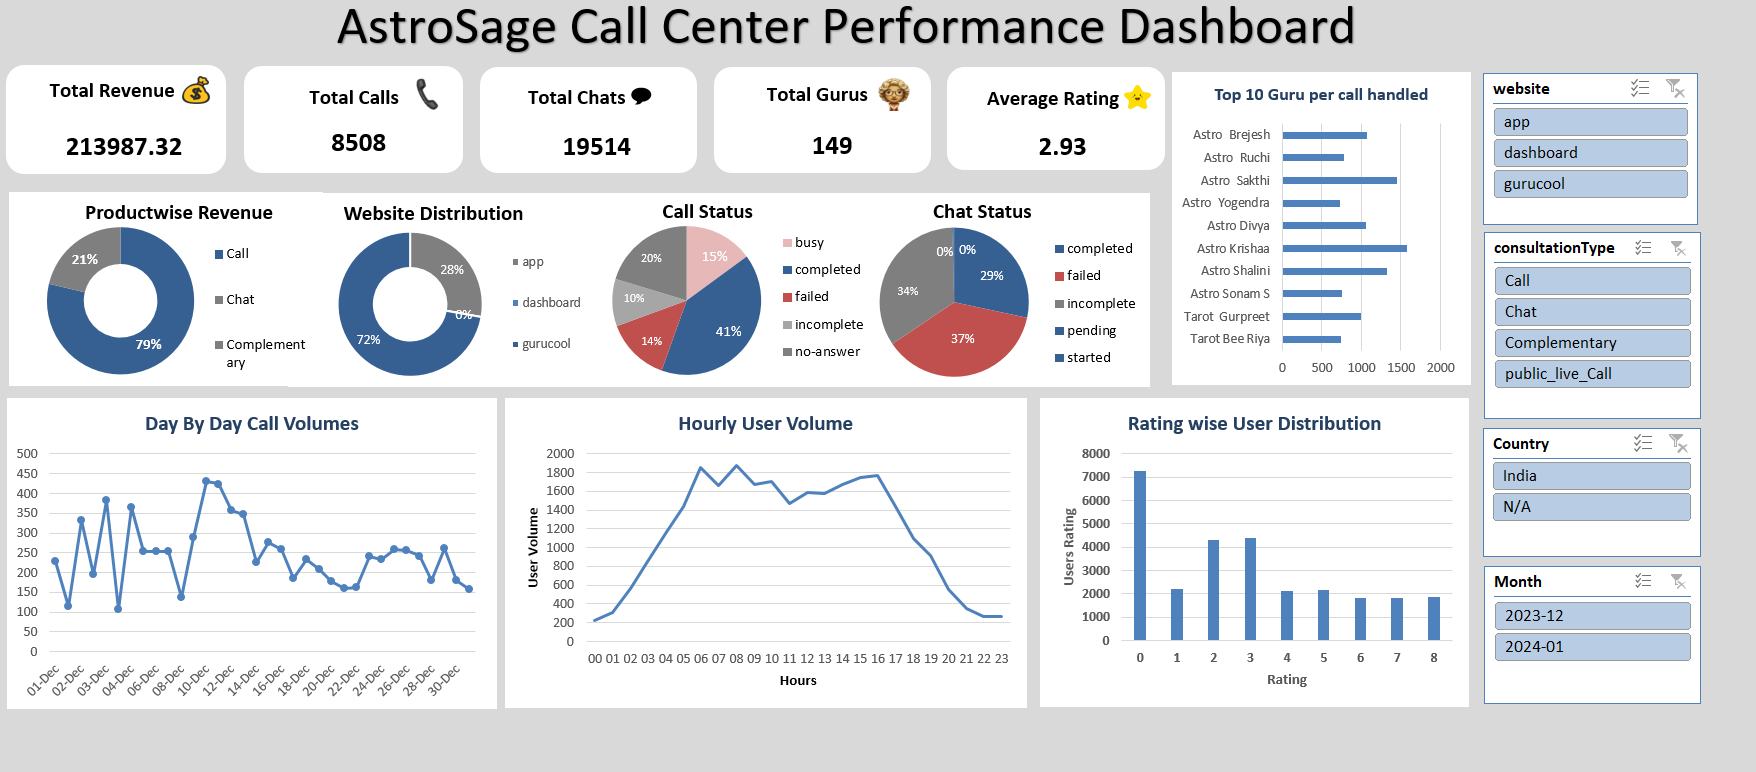 AstroSage Call Center Performance Dashboard
Total Revenue
213987.32
Total Calls
8508
Total Chats
19514
Total Gurus
149
Average Rating
2.93
Top 10 Guru per call handled
Astro Brejesh
Astro Ruchi
Astro Sakthi
Astro Yogendra
Astro Divya
Astro Krishaa
Astro Shalini
Astro Sonam S
Tarot Gurpreet
Tarot Bee Riya
0 500 1000 1500 2000
website
app
dashboard
gurucool
Productwise Revenue
21%
79%
Call
Chat
Complement
ary
Website Distribution
28%
0%
72%
app
dashboard
gurucool
Call Status
20%
15%
10%
14%
41%
busy
completed
failed
incomplete
no-answer
Chat Status
0% 0%
29%
34%
37%
completed
failed
incomplete
pending
started
consultationType
Call
Chat
Complementary
public_live_Call
Day By Day Call Volumes
500
450
400
350
300
250
200
150
100
50
0
01-Dec 02-Dec 03-Dec 04-Dec 06-Dec 08-Dec 10-Dec 12-Dec 14-Dec 16-Dec 18-Dec 20-Dec 22-Dec 24-Dec 26-Dec 28-Dec 30-Dec
Hourly User Volume
User Volume
2000
1800
1600
1400
1200
1000
800
600
400
200
0
00 01 02 03 04 05 06 07 08 09 10 11 12 13 14 15 16 17 18 19 20 21 22 23
Hours
Rating wise User Distribution
Users Rating
8000
7000
6000
5000
4000
3000
2000
1000
0
0 1 2 3 4 5 6 7 8
Rating
Country
India
N/A
Month
2023-12
2024-01